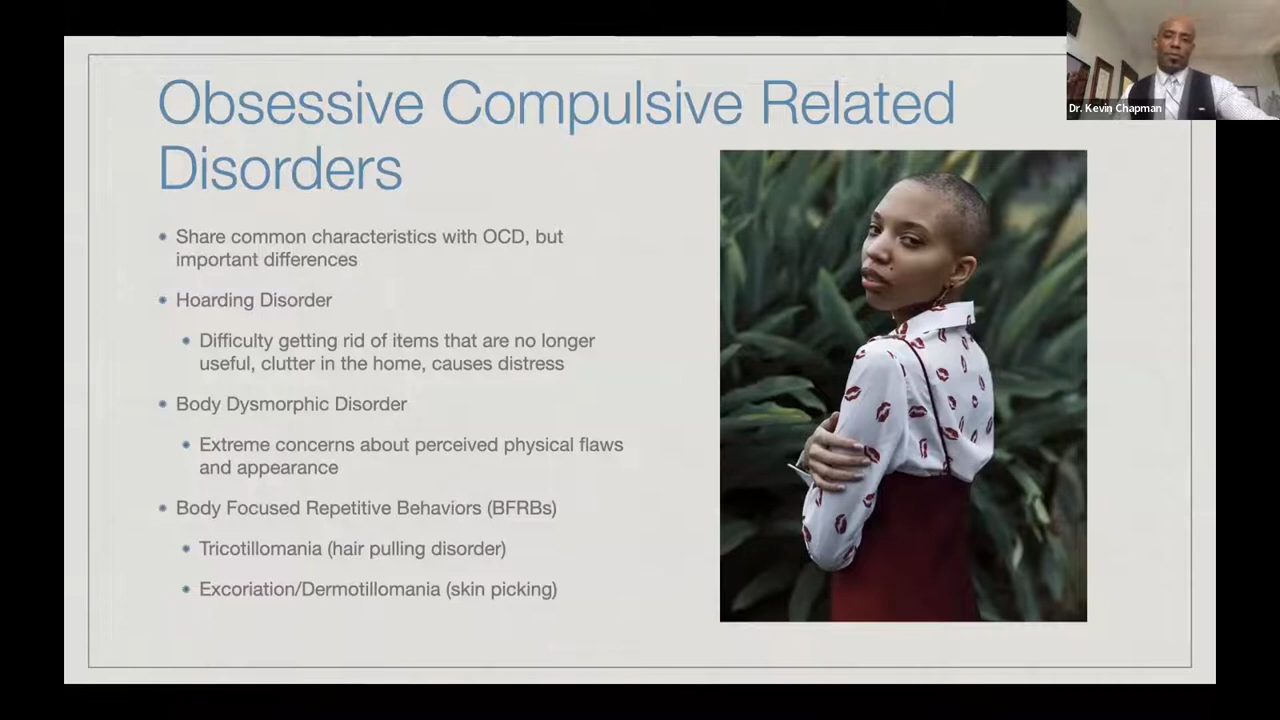 Obsessive Compulsive Related
Disorders
Share common characteristics with OCD, but
important differences
Hoarding Disorder
Difficulty getting rid of items that are no longer
useful, clutter in the home, causes distress
Body Dysmorphic Disorder
Extreme concerns about perceived physical flaws
and appearance
Body Focused Repetitive Behaviors (BFRBs)
Tricotillomania (hair pulling disorder)
Excoriation/Dermotillomania (skin picking)
Dr. Kevin Chapman